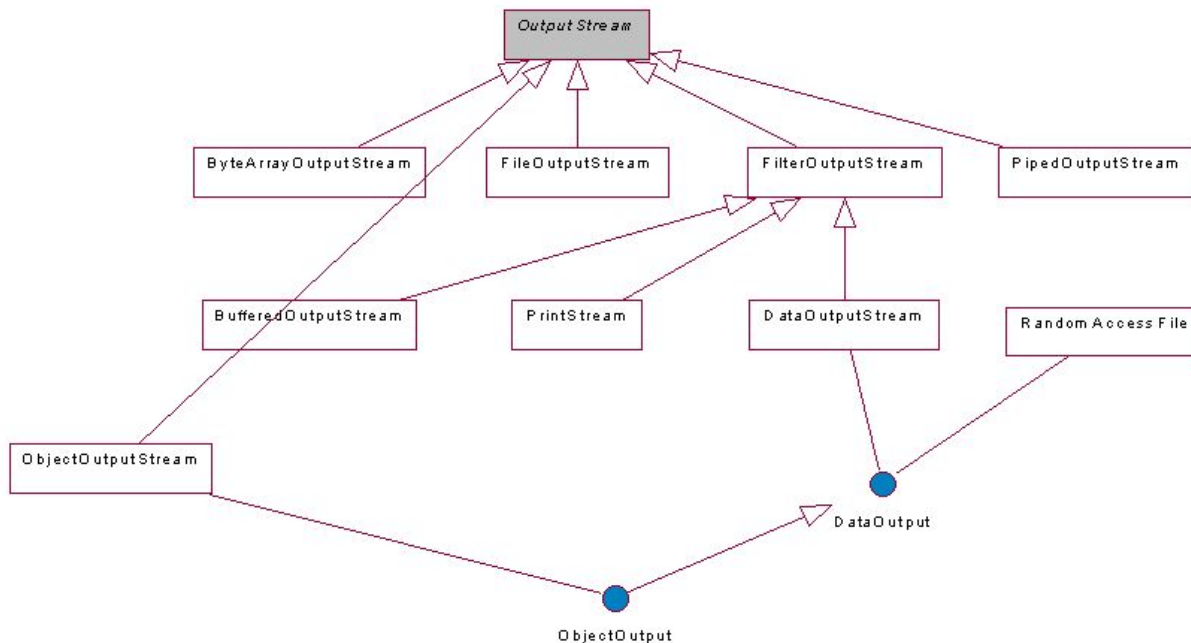 OutputStream
ByteArrayOutputStream
FileOutputStream
FilterOutputStream
PipedOutputStream
BufferedOutputStream
PrintStream
DataOutputStream
RandomAccessFile
ObjectOutputStream
DataOutput
ObjectOutput